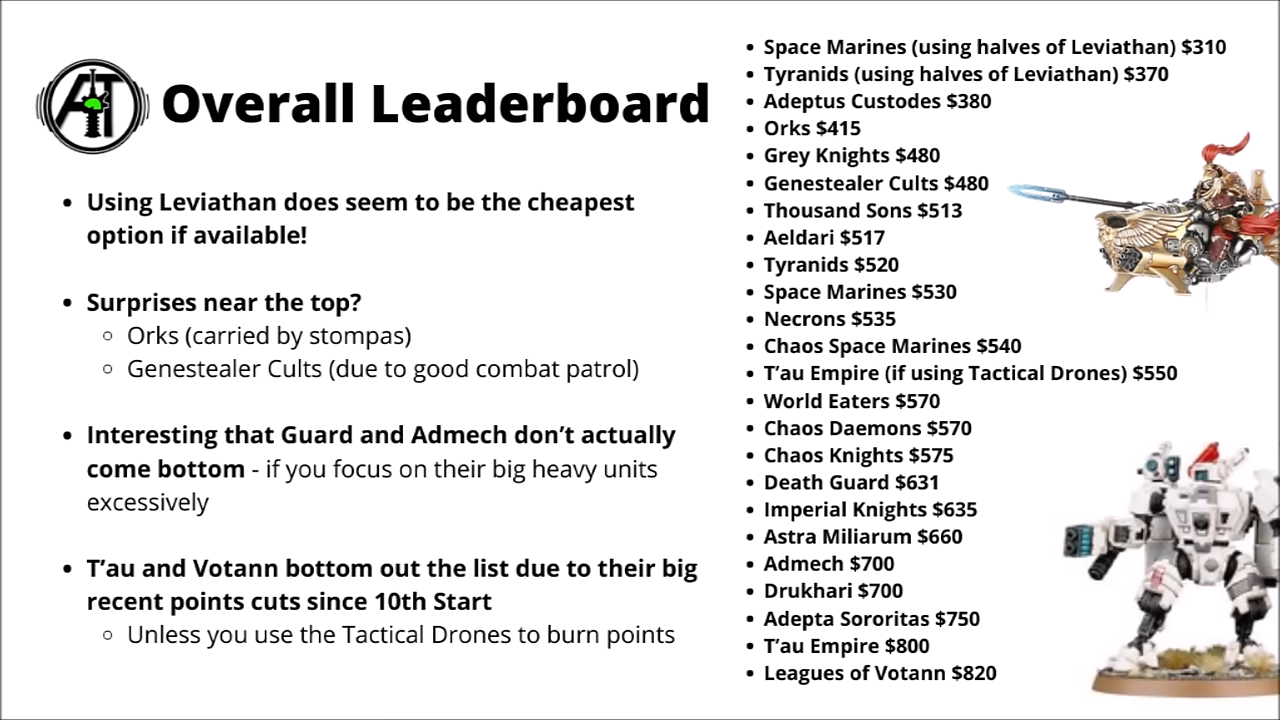 AT
Overall Leaderboard
Using Leviathan does seem to be the cheapest
option if available!
Surprises near the top?
Orks (carried by stompas)
Genestealer Cults (due to good combat patrol)
Interesting that Guard and Admech don’t actually
come bottom - if you focus on their big heavy units
excessively
T’au and Votann bottom out the list due to their big
recent points cuts since 10th Start
Unless you use the Tactical Drones to burn points
Space Marines (using halves of Leviathan) $310
Tyranids (using halves of Leviathan) $370
Adeptus Custodes $380
Orks $415
Grey Knights $480
Genestealer Cults $480
Thousand Sons $513
Aeldari $517
Tyranids $520
Space Marines $530
Necrons $535
Chaos Space Marines $540
T’au Empire (if using Tactical Drones) $550
World Eaters $570
Chaos Daemons $570
Chaos Knights $575
Death Guard $631
Imperial Knights $635
Astra Miliarum $660
Admech $700
Drukhari $700
Adepta Sororitas $750
T’au Empire $800
Leagues of Votann $820